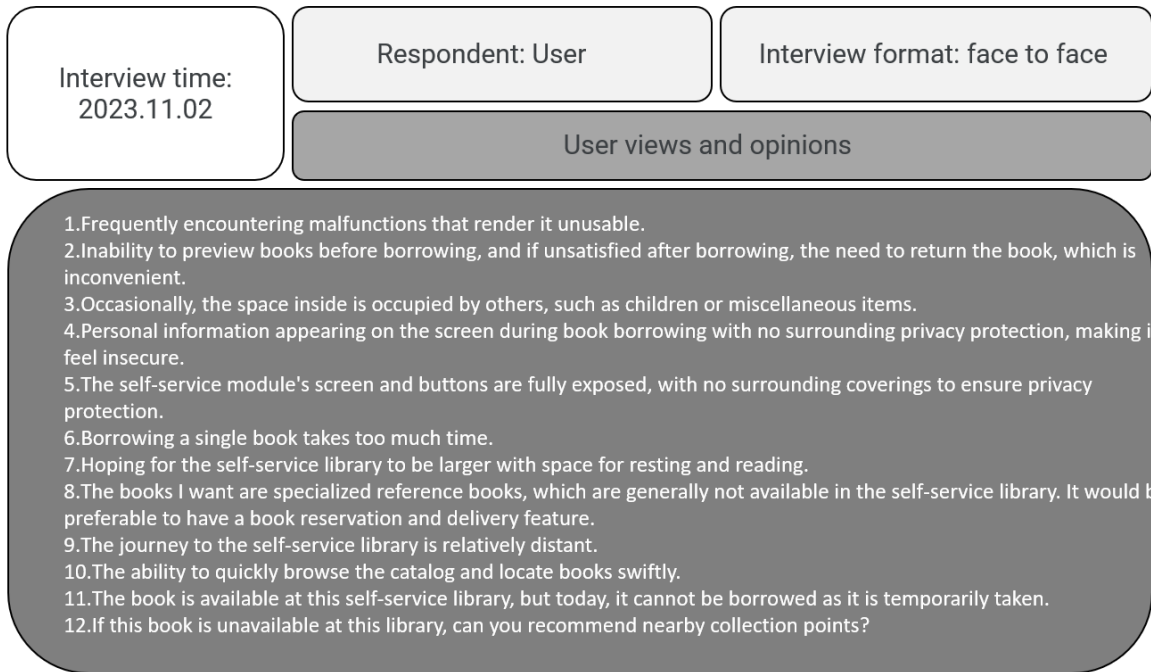 Interview time:
2023.11.02
Respondent: User
Interview format: face to face
User views and opinions
1.Frequently encountering malfunctions that render it unusable.
2.Inability to preview books before borrowing, and if unsatisfied after borrowing, the need to return the book, which is
inconvenient.
3.Occasionally, the space inside is occupied by others, such as children or miscellaneous items.
4.Personal information appearing on the screen during book borrowing with no surrounding privacy protection, making i
feel insecure.
5.The self-service module's screen and buttons are fully exposed, with no surrounding coverings to ensure privacy
protection.
6.Borrowing a single book takes too much time.
7.Hoping for the self-service library to be larger with space for resting and reading.
8.The books I want are specialized reference books, which are generally not available in the self-service library. It would b
preferable to have a book reservation and delivery feature.
9.The journey to the self-service library is relatively distant.
10.The ability to quickly browse the catalog and locate books swiftly.
11.The book is available at this self-service library, but today, it cannot be borrowed as it is temporarily taken.
12.If this book is unavailable at this library, can you recommend nearby collection points?